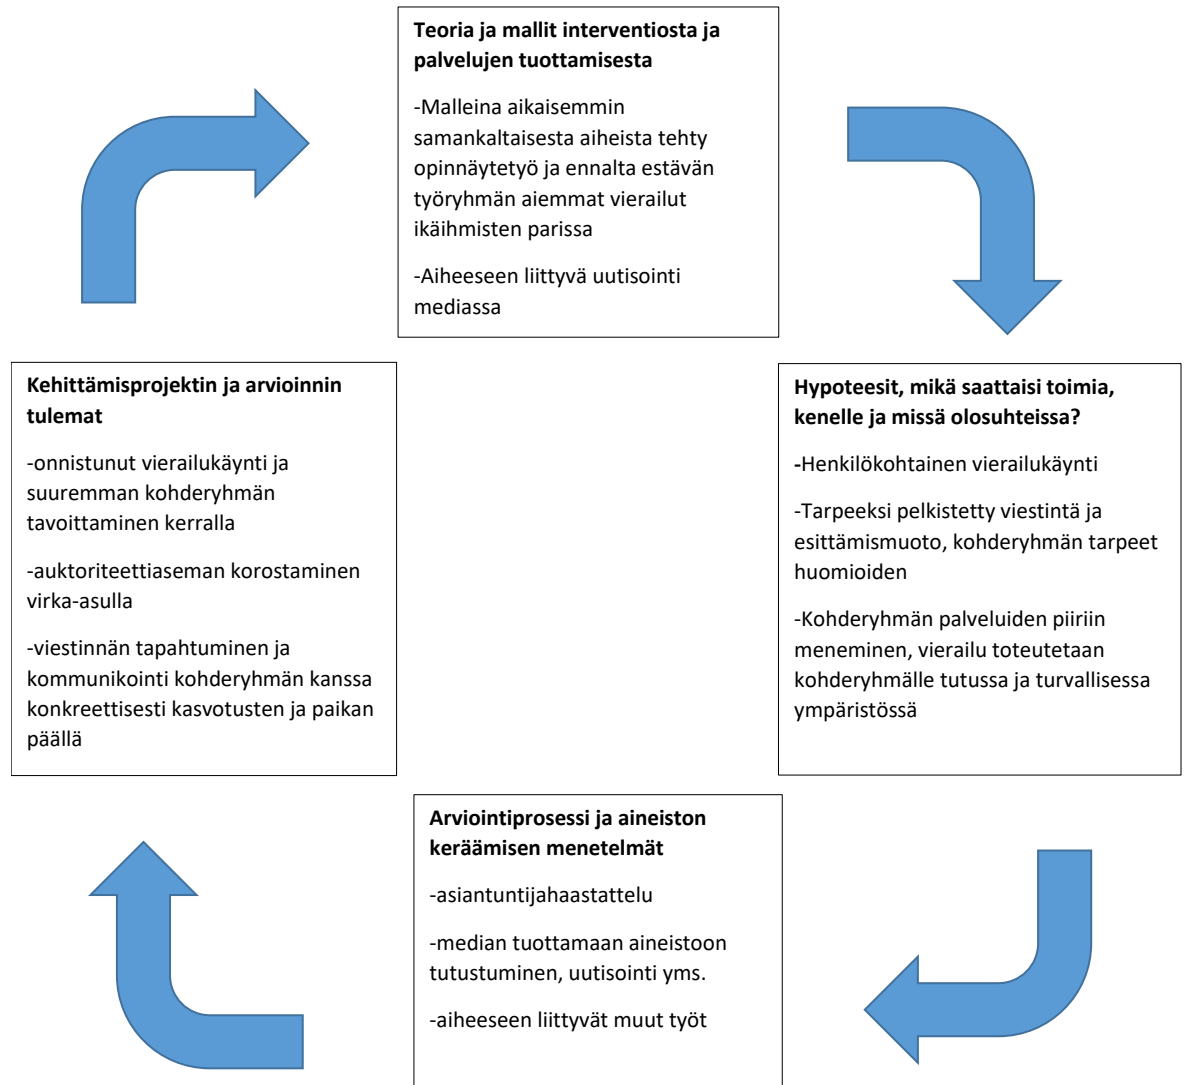 Teoria ja mallit interventiosta ja
palvelujen tuottamisesta
-Malleina aikaisemmin
samankaltaisesta aiheista tehty
opinnäytetyö ja ennalta estävän
työryhmän aiemmat vierailut
ikäihmisten parissa
-Aiheeseen liittyvä uutisointi
mediassa
Hypoteesit, mikä saattaisi toimia,
kenelle ja missä olosuhteissa?
-Henkilökohtainen vierailukäynti
-Tarpeeksi pelkistetty viestintä ja
esittämismuoto, kohderyhmän tarpeet
huomioiden
-Kohderyhmän palveluiden piiriin
meneminen, vierailu toteutetaan
kohderyhmälle tutussa ja turvallisessa
ympäristössä
Arviointiprosessi ja aineiston
keräämisen menetelmät
-asiantuntijahaastattelu
-median tuottamaan aineistoon
tutustuminen, uutisointi yms.
-aiheeseen liittyvät muut työt
Kehittämisprojektin ja arvioinnin
tulemat
-onnistunut vierailukäynti ja
suuremman kohderyhmän
tavoittaminen kerralla
-auktoriteettiaseman korostaminen
virka-asulla
-viestinnän tapahtuminen ja
kommunikointi kohderyhmän kanssa
konkreettisesti kasvotusten ja paikan
päällä